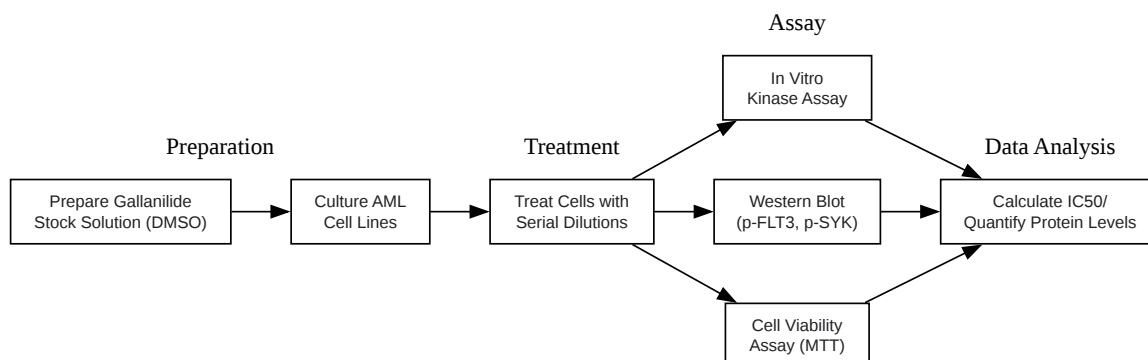 Assay
In Vitro
Kinase Assay
Preparation
Treatment
Data Analysis
Prepare Gallanilide
Stock Solution (DMSO)
Culture AML
Cell Lines
Treat Cells with
Serial Dilutions
Western Blot
(p-FLT3, p-SYK)
Calculate IC50/
Quantify Protein Levels
Cell Viability
Assay (MTT)